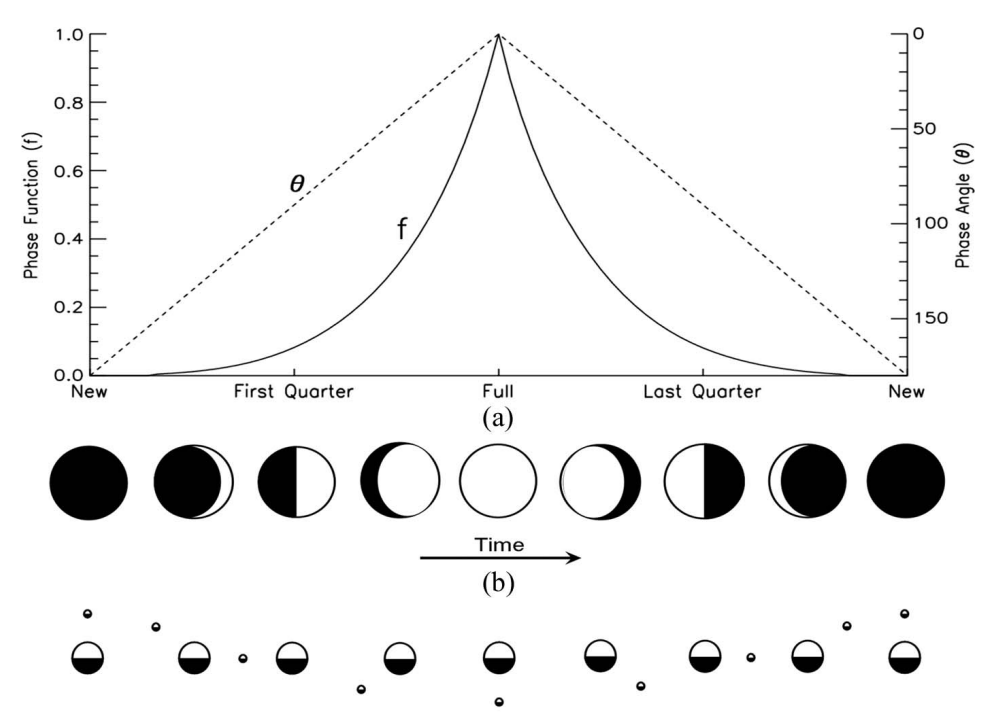 1.0
0.8
0.6
0.4
0.2
0.0
Phase Function (f)
0
50
100
150
Phase Angle (θ)
θ
f
New First Quarter Full Last Quarter New
(a)
Time
(b)